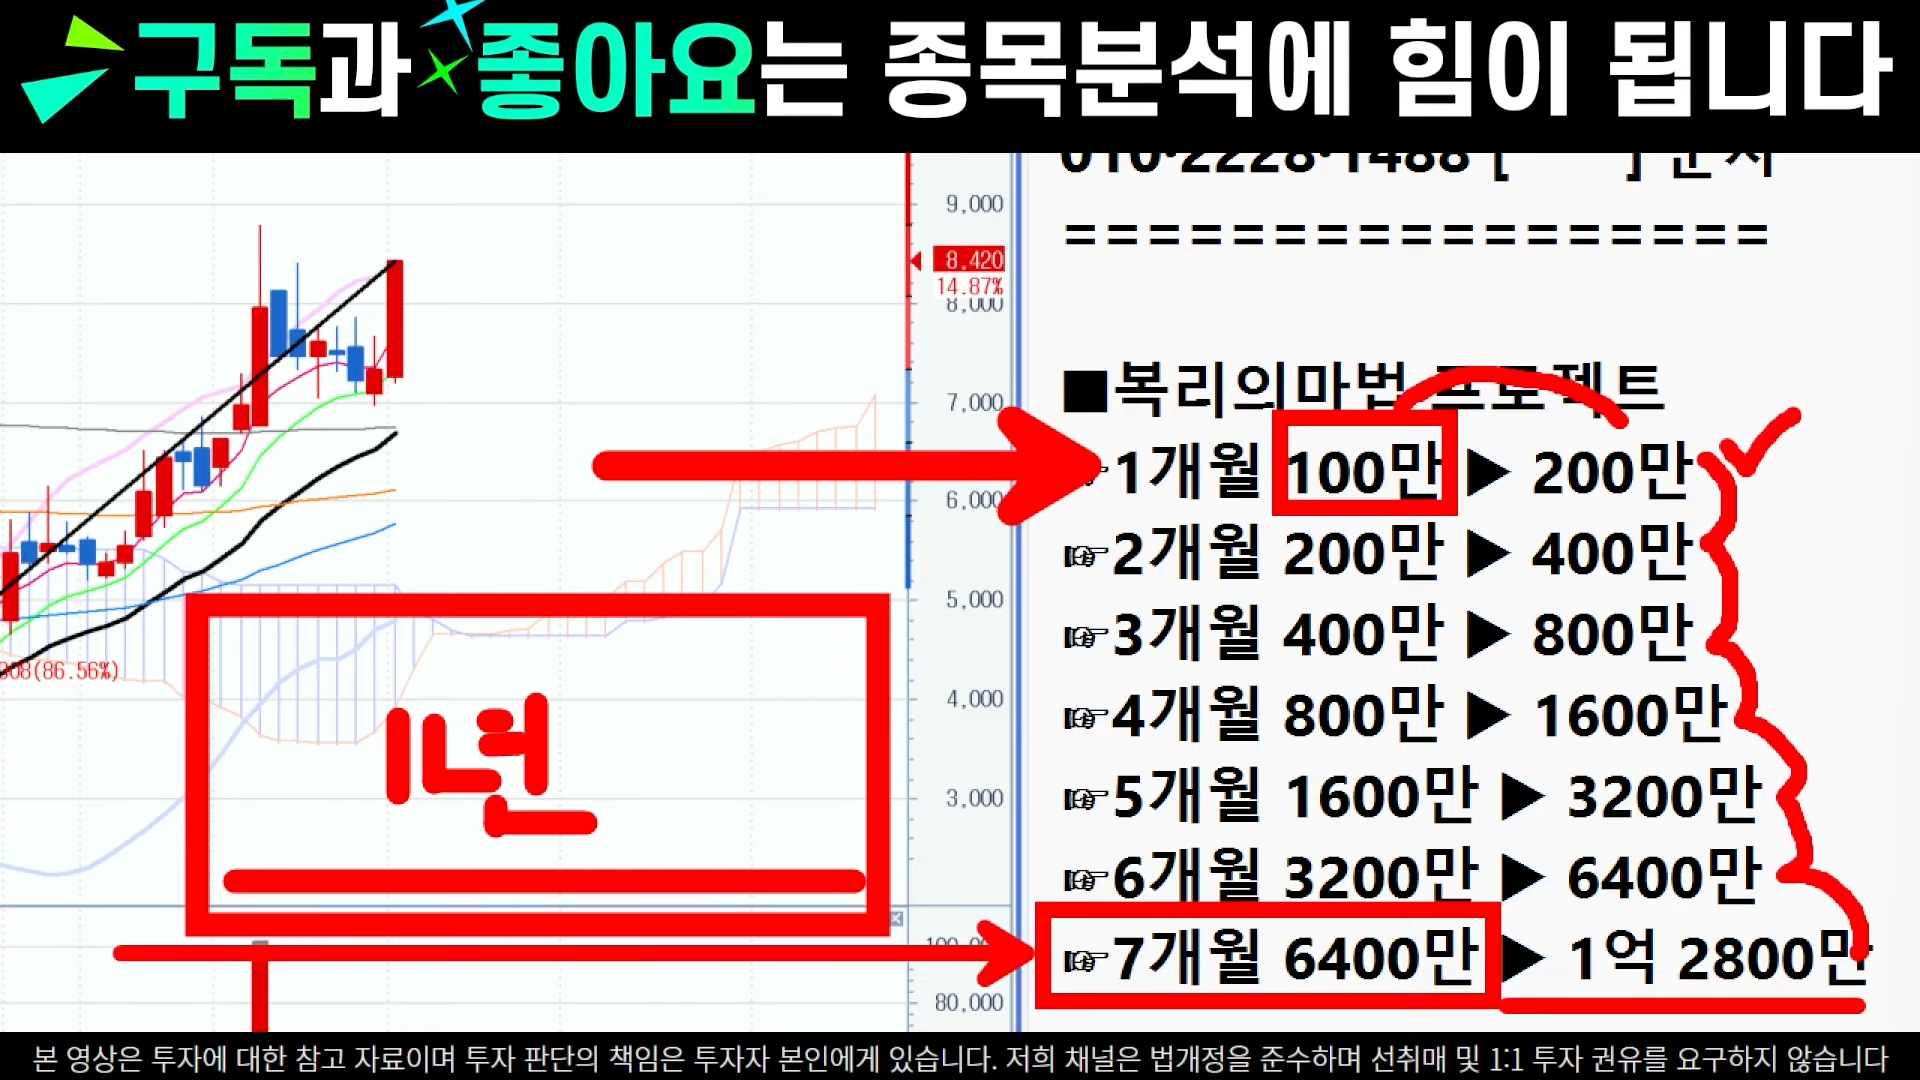 구독과 좋아요는 종목분석에 힘이 됩니다
010·2228·1488 [ ] 문자
= = = = = = = = = = = = = = = = =
9,000
8,420
14.87%
8,000
7,000
6,000
5,000
4,000
3,000
80,000
(86.56%)
1년
■복리의마법 프로젝트
☞1개월 100만 ▶ 200만
☞2개월 200만 ▶ 400만
☞3개월 400만 ▶ 800만
☞4개월 800만 ▶ 1600만
☞5개월 1600만 ▶ 3200만
☞6개월 3200만 ▶ 6400만
☞7개월 6400만 ▶ 1억 2800만
본 영상은 투자에 대한 참고 자료이며 투자 판단의 책임은 투자자 본인에게 있습니다. 저희 채널은 법개정을 준수하며 선취매 및 1:1 투자 권유를 요구하지 않습니다